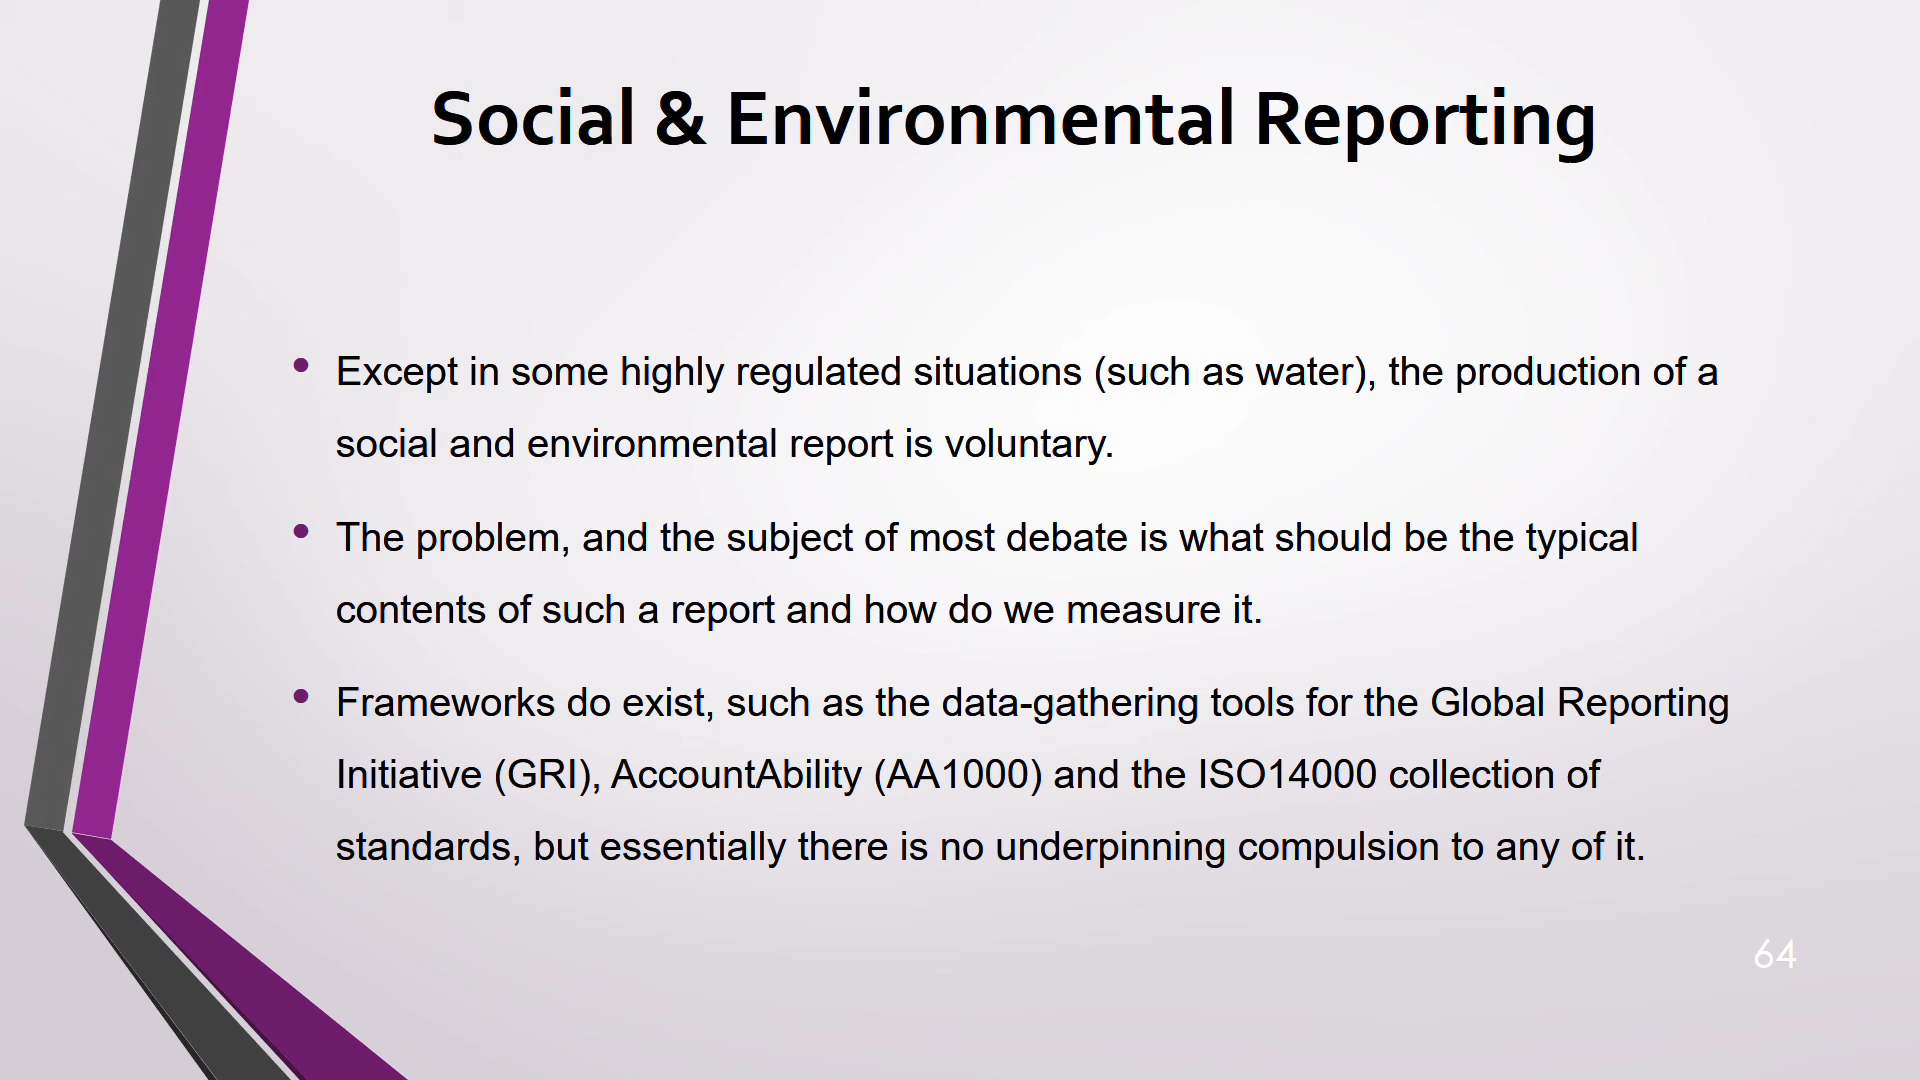 Social & Environmental Reporting
• Except in some highly regulated situations (such as water), the production of a
social and environmental report is voluntary.
• The problem, and the subject of most debate is what should be the typical
contents of such a report and how do we measure it.
• Frameworks do exist, such as the data-gathering tools for the Global Reporting
Initiative (GRI), AccountAbility (AA1000) and the ISO14000 collection of
standards, but essentially there is no underpinning compulsion to any of it.
64